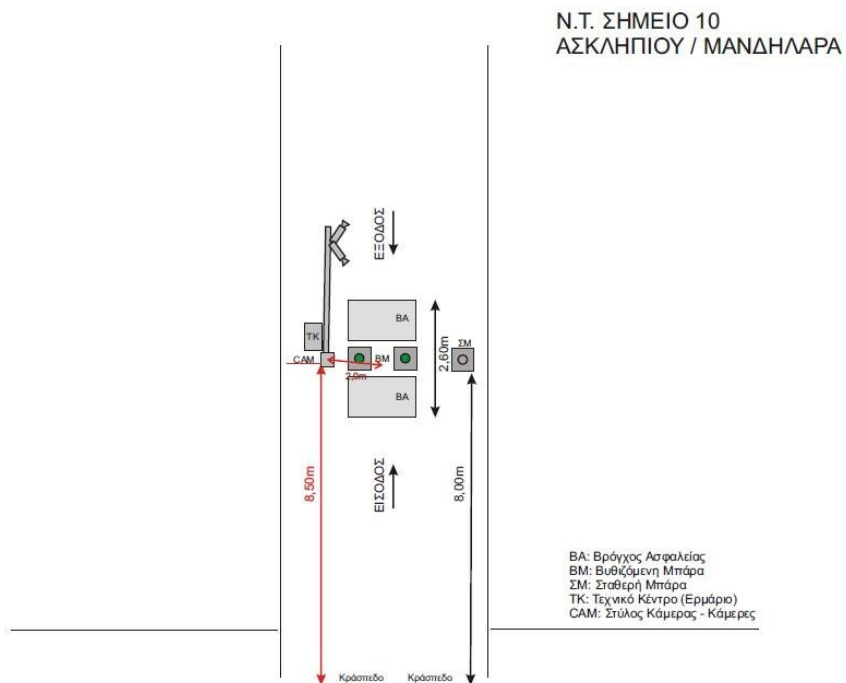 Ν.Τ. ΣΗΜΕΙΟ 10
ΑΣΚΛΗΠΙΟΥ / ΜΑΝΔΗΛΑΡΑ
ΕΞΟΔΟΣ
ΒΑ
ΤΚ
ΣΜ
CAM
ΒΜ
2,60m
2,0m
ΒΑ
8,50m
ΕΙΣΟΔΟΣ
8,00m
ΒΑ: Βρόγχος Ασφαλείας
ΒΜ: Βυθιζόμενη Μπάρα
ΣΜ: Σταθερή Μπάρα
ΤΚ: Τεχνικό Κέντρο (Ερμάριο)
CAM: Στύλος Κάμερας - Κάμερες
Κράσπεδο Κράσπεδο